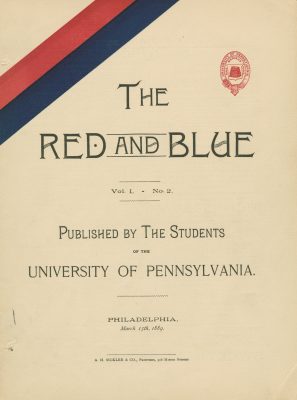 The
Red and Blue
Vol. I. - No. 2.
Published by The Students
of the
University of Pennsylvania.
Philadelphia,
March 15th, 1889.